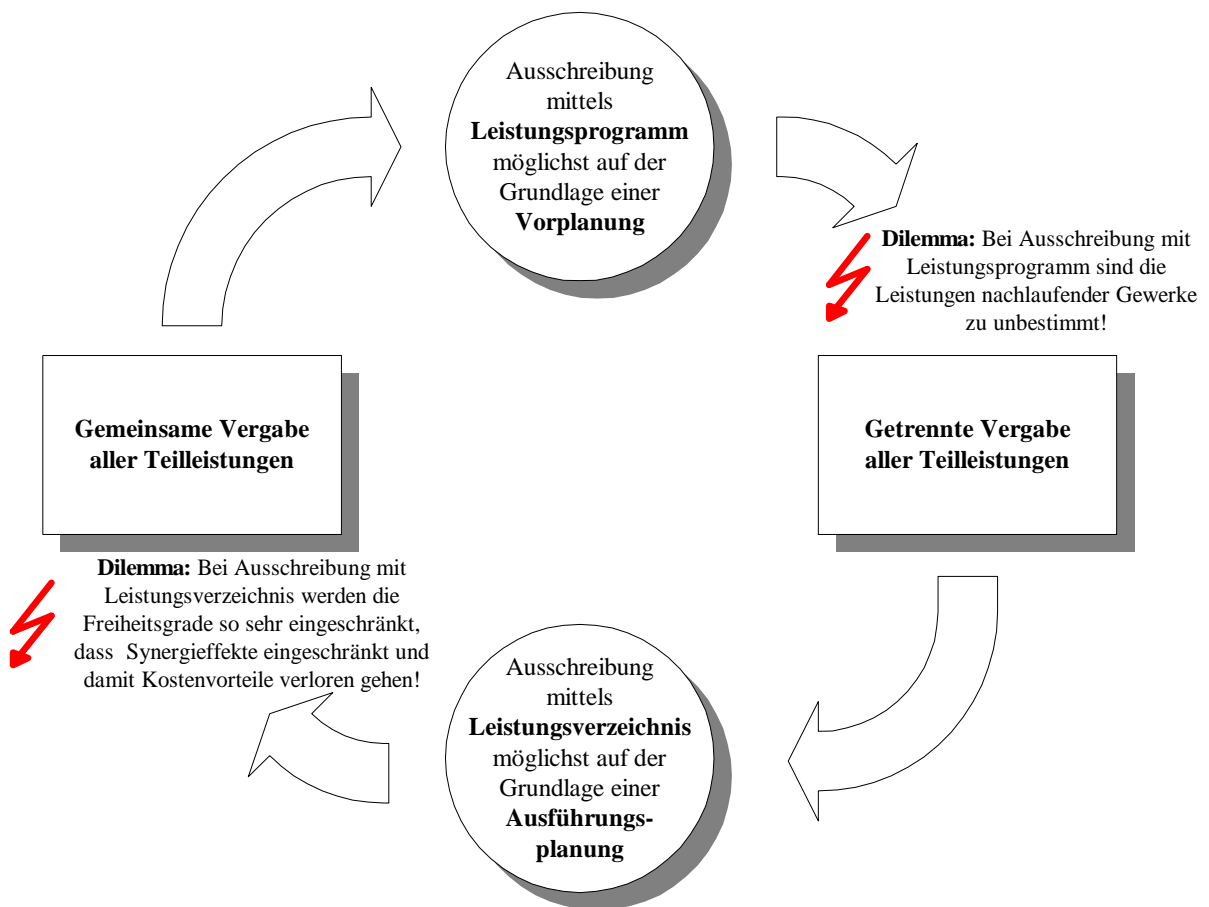 Ausschreibung
mittels
Leistungsprogramm
möglichst auf der
Grundlage einer
Vorplanung
Dilemma: Bei Ausschreibung mit
Leistungsprogramm sind die
Leistungen nachlaufender Gewerke
zu unbestimmt!
Gemeinsame Vergabe
aller Teilleistungen
Getrennte Vergabe
aller Teilleistungen
Dilemma: Bei Ausschreibung mit
Leistungsverzeichnis werden die
Freiheitsgrade so sehr eingeschränkt,
dass Synergieffekte eingeschränkt und
damit Kostenvorteile verloren gehen!
Ausschreibung
mittels
Leistungsverzeichnis
möglichst auf der
Grundlage einer
Ausführungs-
planung